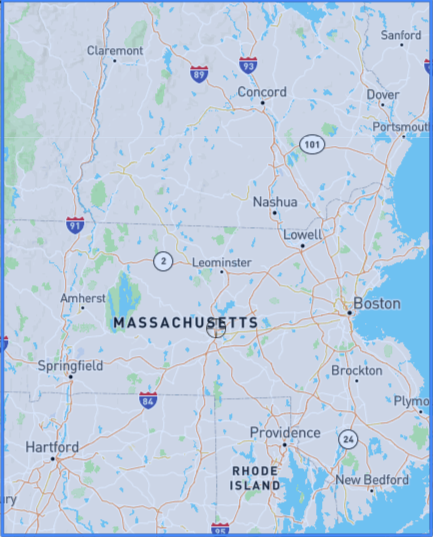 Sanford
Claremont
93
89
Concord
Dover
Portsmout
101
Nashua
91
Lowell
2
Leominster
Amherst
Boston
MASSACHUSETTS
Springfield
Brockton
84
Plymo
Providence
24
Hartford
RHODE
ISLAND
New Bedford
ury
95